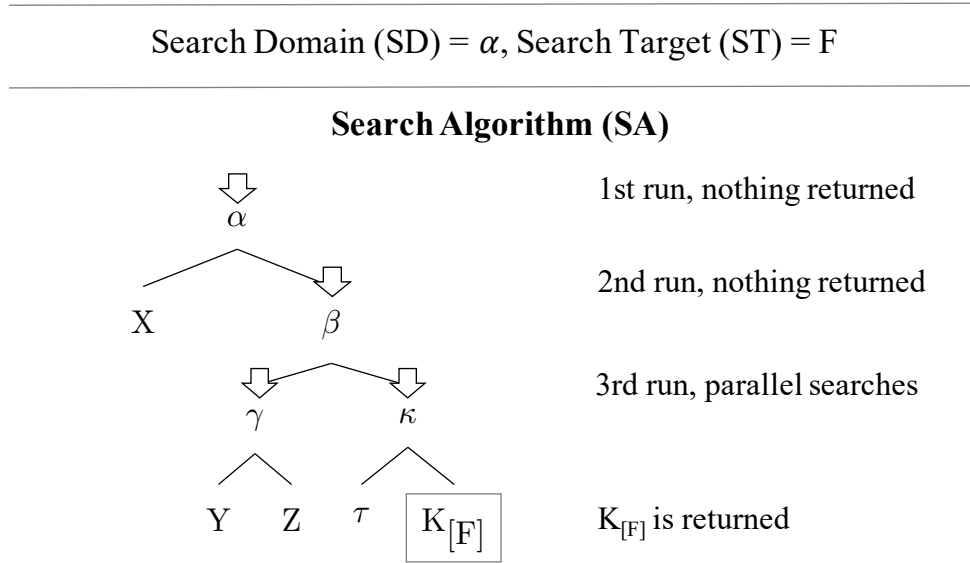 Search Domain (SD) = α, Search Target (ST) = F
Search Algorithm (SA)
1st run, nothing returned
α
2nd run, nothing returned
X β
3rd run, parallel searches
γ κ
Y Z τ K[F] K[F] is returned